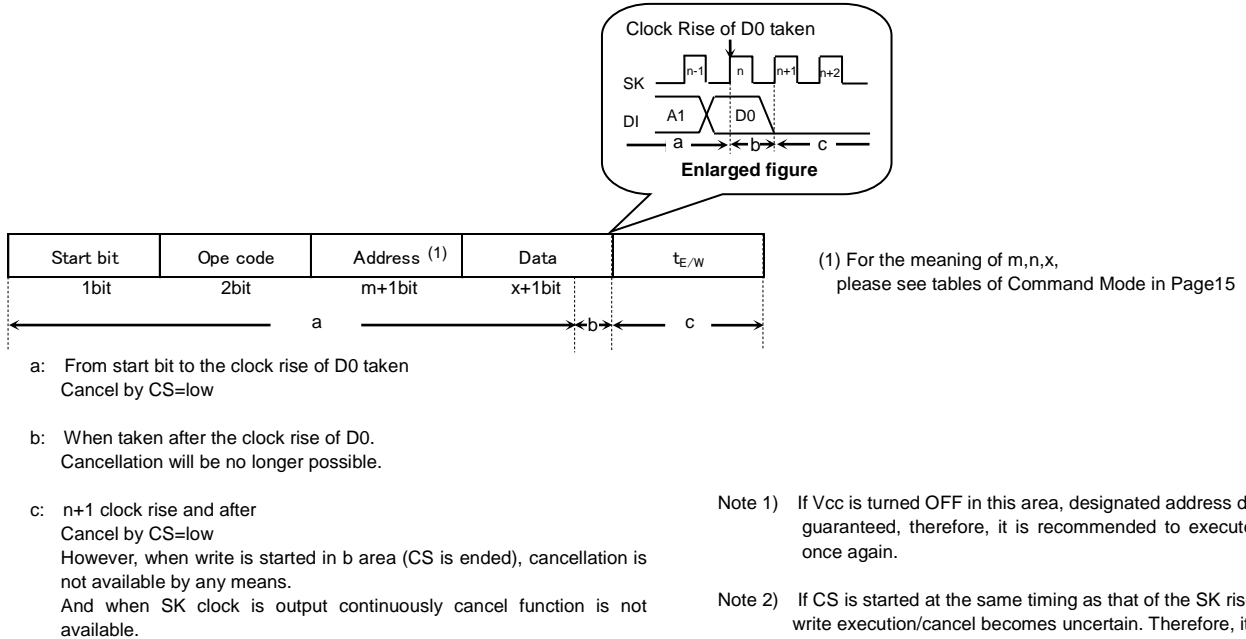 Clock Rise of D0 taken
SK n-1 n n+1 n+2
DI A1 D0
a b c
Enlarged figure
Start bit Ope code Address (1) Data tE/W
1bit 2bit m+1bit x+1bit
a b c
(1) For the meaning of m,n,x,
please see tables of Command Mode in Page15
a: From start bit to the clock rise of D0 taken
Cancel by CS=low
b: When taken after the clock rise of D0.
Cancellation will be no longer possible.
c: n+1 clock rise and after
Cancel by CS=low
However, when write is started in b area (CS is ended), cancellation is
not available by any means.
And when SK clock is output continuously cancel function is not
available.
Note 1) If Vcc is turned OFF in this area, designated address
guaranteed, therefore, it is recommended to execute
once again.
Note 2) If CS is started at the same timing as that of the SK
write execution/cancel becomes uncertain. Therefore,